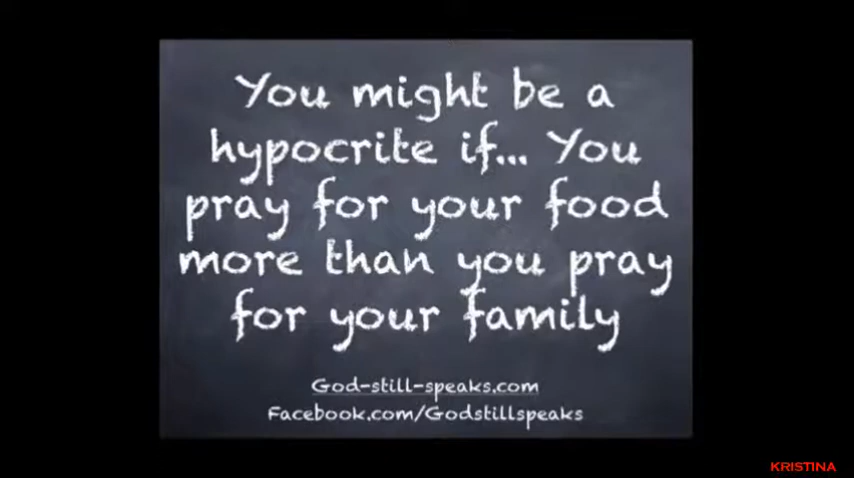 You might be a
hypocrite if... You
pray for your food
more than you pray
for your family
God-still-speaks.com
Facebook.com/Godstillspeaks
KRISTINA